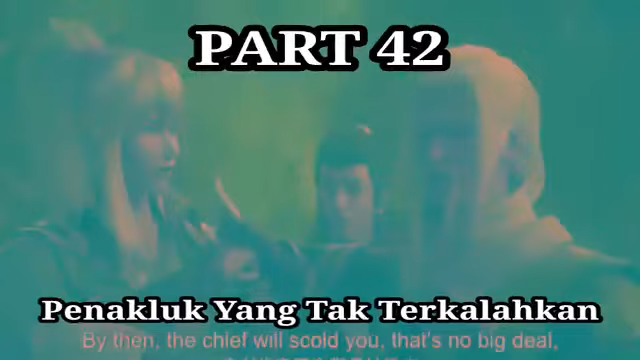 PART 42
Penakluk Yang Tak Terkalahkan
By then, the chief will scold you, that's no big deal,